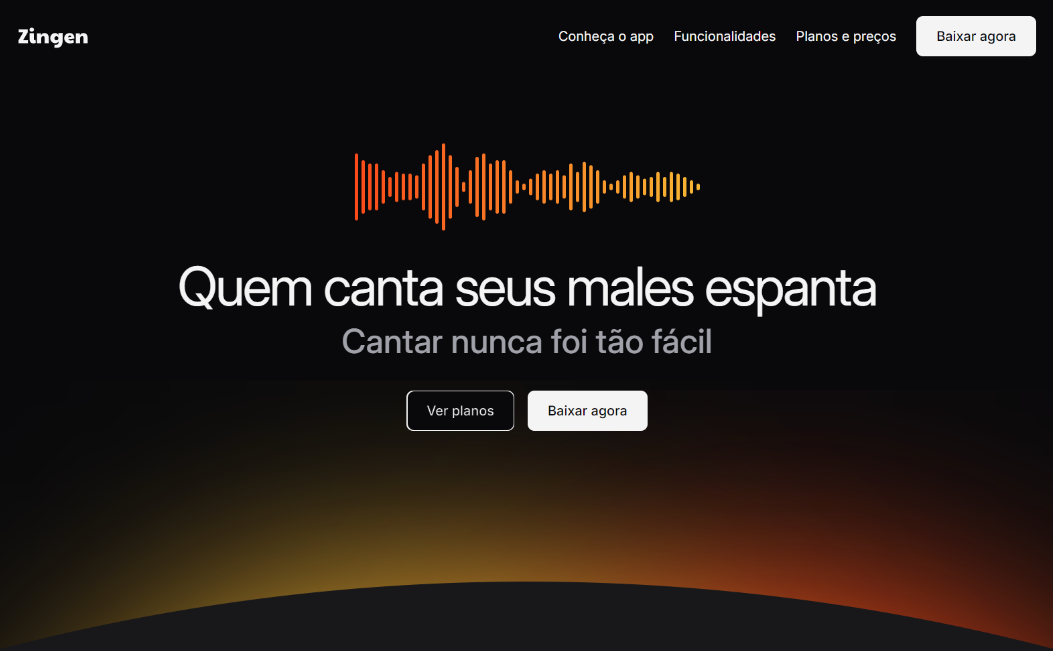 Zingen
Conheça o app
Funcionalidades
Planos e preços
Baixar agora
Quem canta seus males espanta
Cantar nunca foi tão fácil
Ver planos
Baixar agora